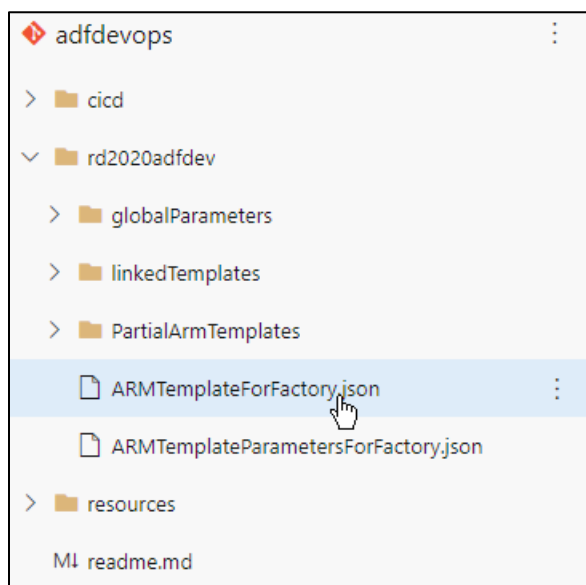 adfdevops
cicd
rd2020adfdev
globalParameters
linkedTemplates
PartialArmTemplates
ARMTemplateForFactory.json
ARMTemplateParametersForFactory.json
resources
M↓ readme.md